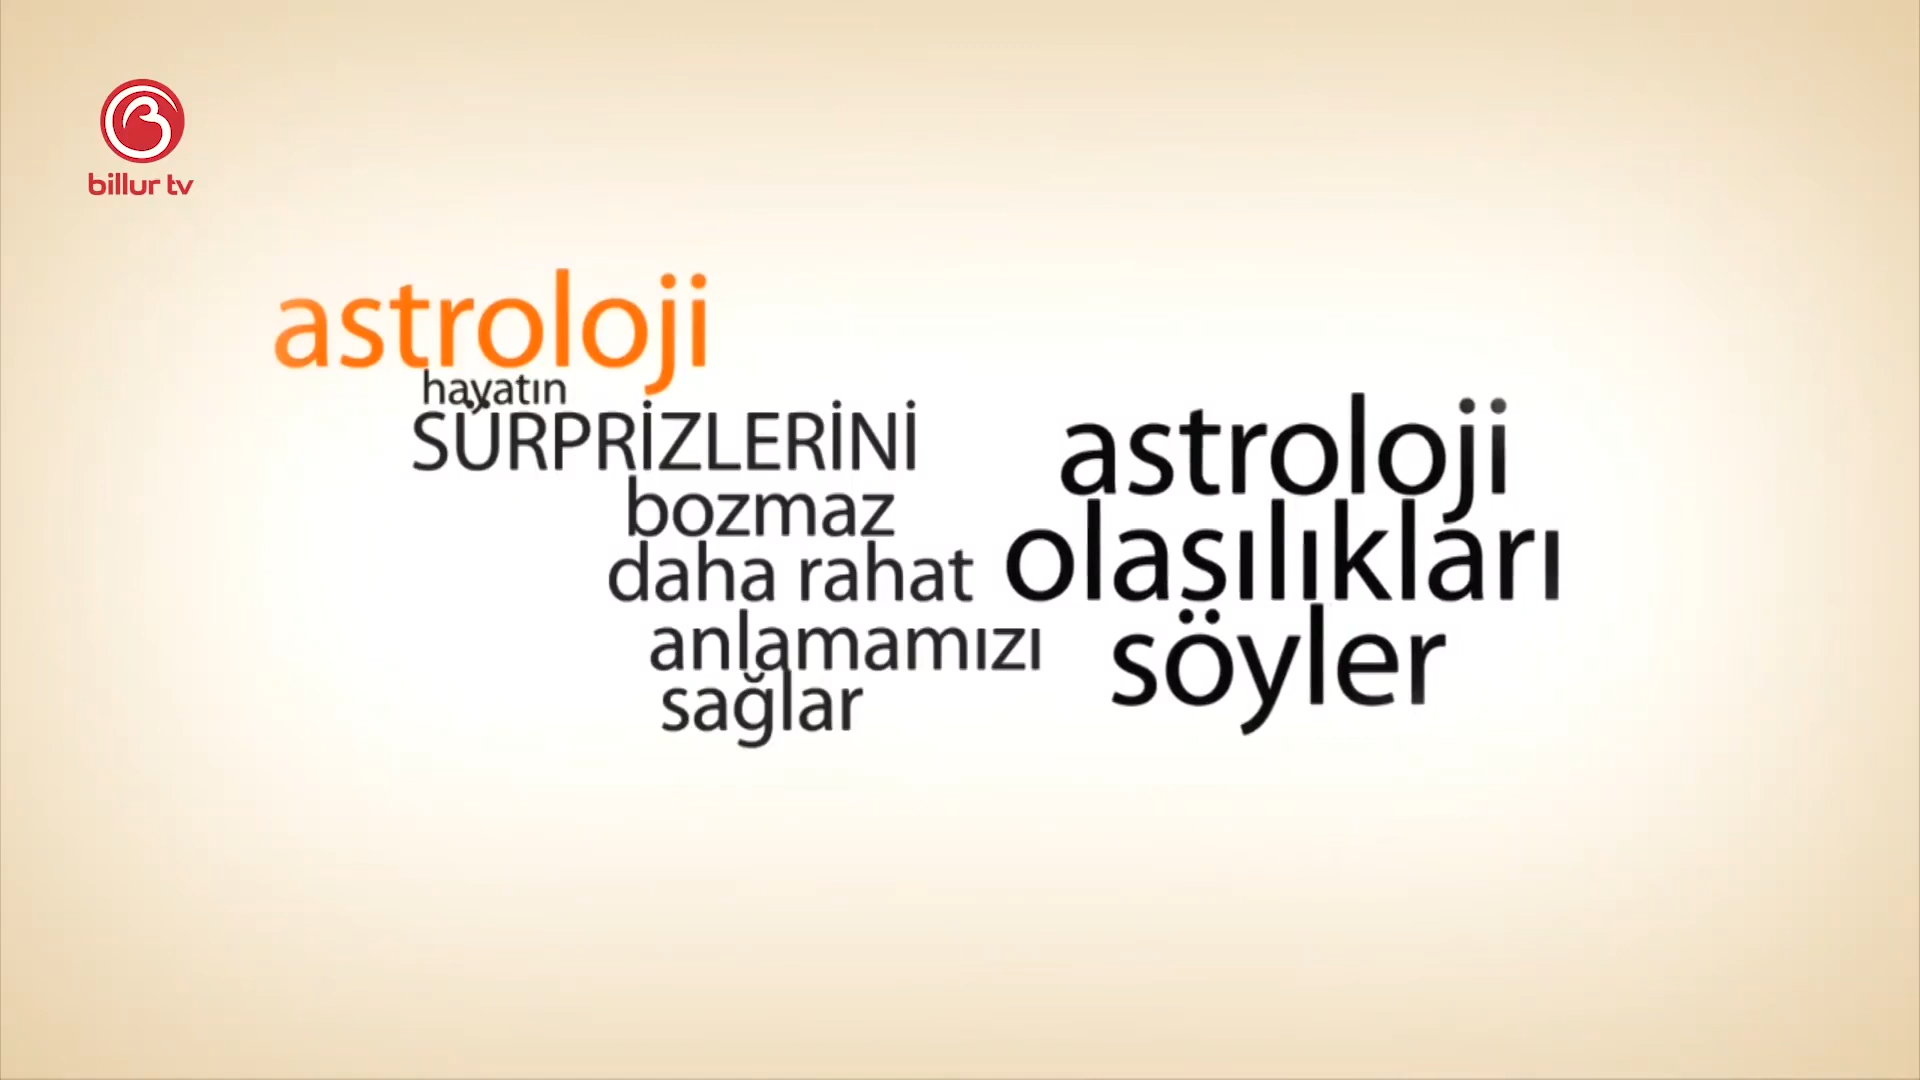 billur tv
astroloji
hayatın
SÜRPRİZLERİNİ
bozmaz
daha rahat
anlamamızı
sağlar
astroloji
olasılıkları
söyler